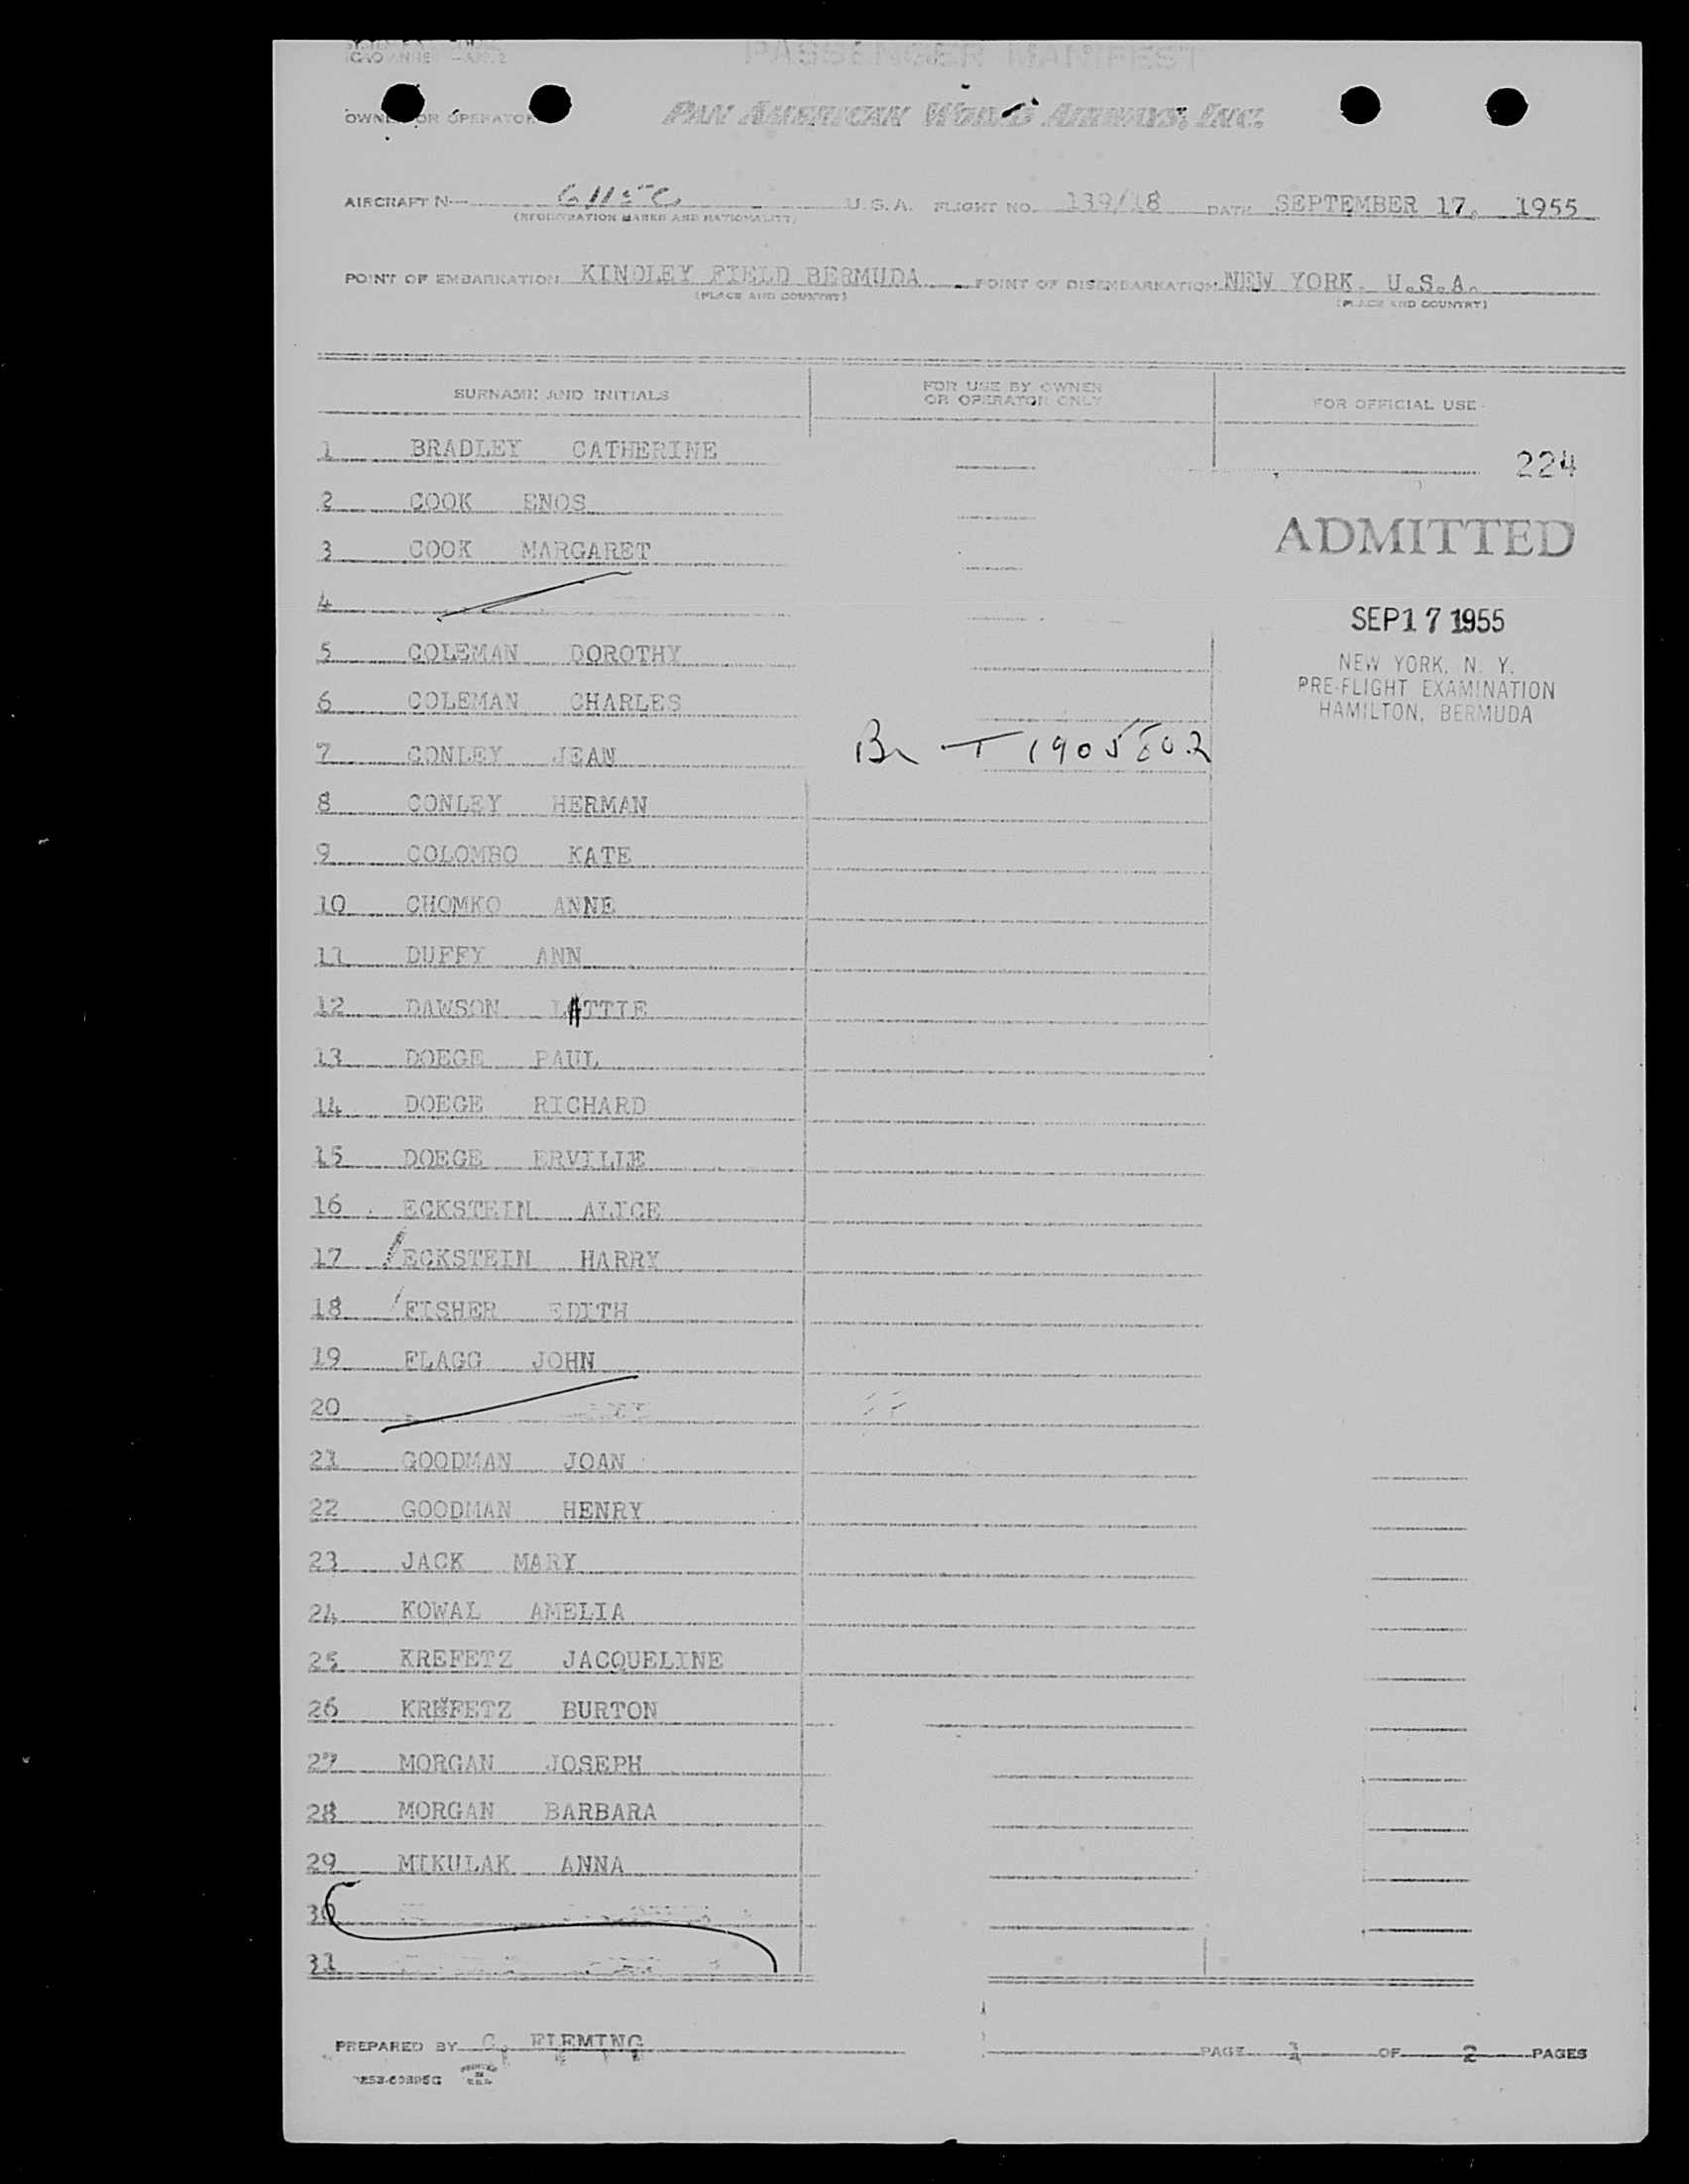 PASSENGER MANIFEST
OWNER OR OPERATOR PAN AMERICAN WORLD AIRWAYS, INC.
AIRCRAFT N- U.S.A. FLIGHT NO. 139/18 DATE SEPTEMBER 17, 1955
(REGISTRATION MARKS AND NATIONALITY)
POINT OF EMBARKATION KINDLEY FIELD BERMUDA POINT OF DISEMBARKATION NEW YORK, U.S.A.
(PLACE AND COUNTRY) (PLACE AND COUNTRY)
SURNAME AND INITIALS FOR USE BY OWNER OR OPERATOR ONLY FOR OFFICIAL USE
1 BRADLEY CATHERINE
224
2 COOK ENOS
ADMITTED
3 COOK MARGARET
4
SEP 17 1955
5 COLEMAN DOROTHY
NEW YORK, N. Y.
PRE-FLIGHT EXAMINATION
HAMILTON, BERMUDA
6 COLEMAN CHARLES
7 CONLEY JEAN Br T 1905802
8 CONLEY HERMAN
9 COLOMBO KATE
10 CHOMKO ANNE
11 DUFFY ANN
12 DAWSON LATTIE
13 DOEGE PAUL
14 DOEGE RICHARD
15 DOEGE ERVILLE
16 ECKSTEIN ALICE
17 ECKSTEIN HARRY
18 FISHER EDITH
19 FLAGG JOHN
20
21 GOODMAN JOAN
22 GOODMAN HENRY
23 JACK MARY
24 KOWAL AMELIA
25 KREFETZ JACQUELINE
26 KREFETZ BURTON
27 MORGAN JOSEPH
28 MORGAN BARBARA
29 MIKULAK ANNA
30
31
PREPARED BY C. FLEMING PAGE 1 OF 2 PAGES